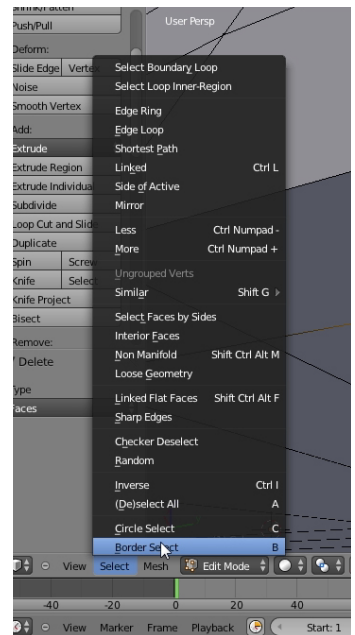 Shrink/Fatten
Push/Pull
User Persp
Deform:
Slide Edge Vertex
Noise
Smooth Vertex
Add:
Extrude
Extrude Region
Extrude Individual
Subdivide
Loop Cut and Slide
Duplicate
Spin Screw
Knife Select
Knife Project
Bisect
Remove:
Delete
Type
Faces
Select Boundary Loop
Select Loop Inner-Region
Edge Ring
Edge Loop
Shortest Path
Linked Ctrl L
Side of Active
Mirror
Less Ctrl Numpad -
More Ctrl Numpad +
Ungrouped Verts
Similar Shift G
Select Faces by Sides
Interior Faces
Non Manifold Shift Ctrl Alt M
Loose Geometry
Linked Flat Faces Shift Ctrl Alt F
Sharp Edges
Checker Deselect
Random
Inverse Ctrl I
(De)select All A
Circle Select C
Border Select B
View Select Mesh Edit Mode
-40 -20 0 20 40
View Marker Frame Playback Start: 1